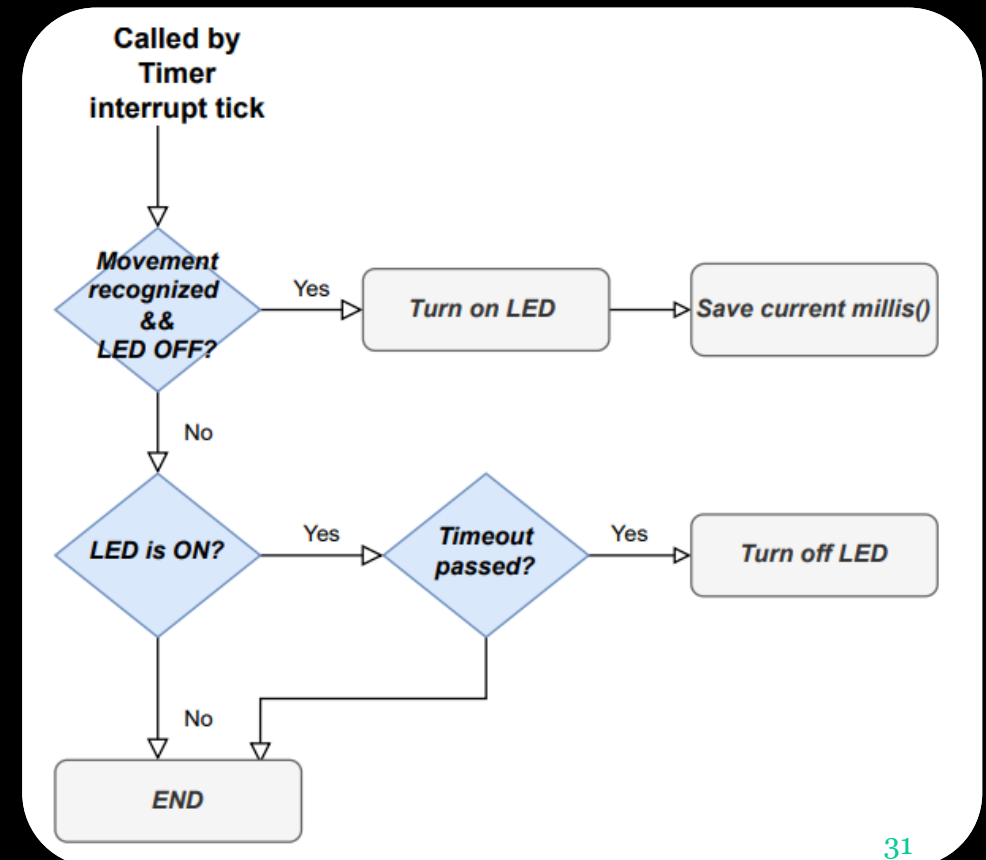 Called by
Timer
interrupt tick
Movement
recognized
&&
LED OFF?
Yes
Turn on LED
Save current millis()
No
LED is ON?
Yes
Timeout
passed?
Yes
Turn off LED
No
END
31